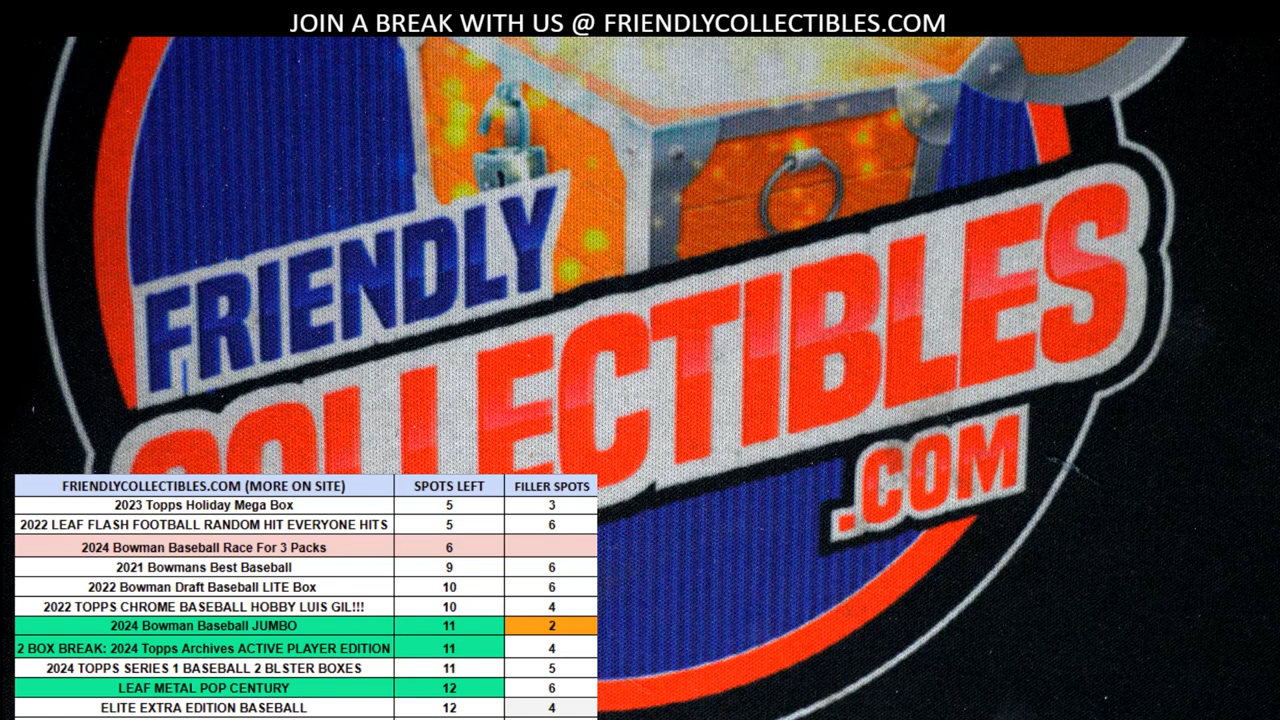 JOIN A BREAK WITH US @ FRIENDLYCOLLECTIBLES.COM
FRIENDLY
COLLECTIBLES
.COM
FRIENDLYCOLLECTIBLES.COM (MORE ON SITE) SPOTS LEFT FILLER SPOTS
2023 Topps Holiday Mega Box 5 3
2022 LEAF FLASH FOOTBALL RANDOM HIT EVERYONE HITS 5 6
2024 Bowman Baseball Race For 3 Packs 6
2021 Bowmans Best Baseball 9 6
2022 Bowman Draft Baseball LITE Box 10 6
2022 TOPPS CHROME BASEBALL HOBBY LUIS GIL!!! 10 4
2024 Bowman Baseball JUMBO 11 2
2 BOX BREAK: 2024 Topps Archives ACTIVE PLAYER EDITION 11 4
2024 TOPPS SERIES 1 BASEBALL 2 BLSTER BOXES 11 5
LEAF METAL POP CENTURY 12 6
ELITE EXTRA EDITION BASEBALL 12 4